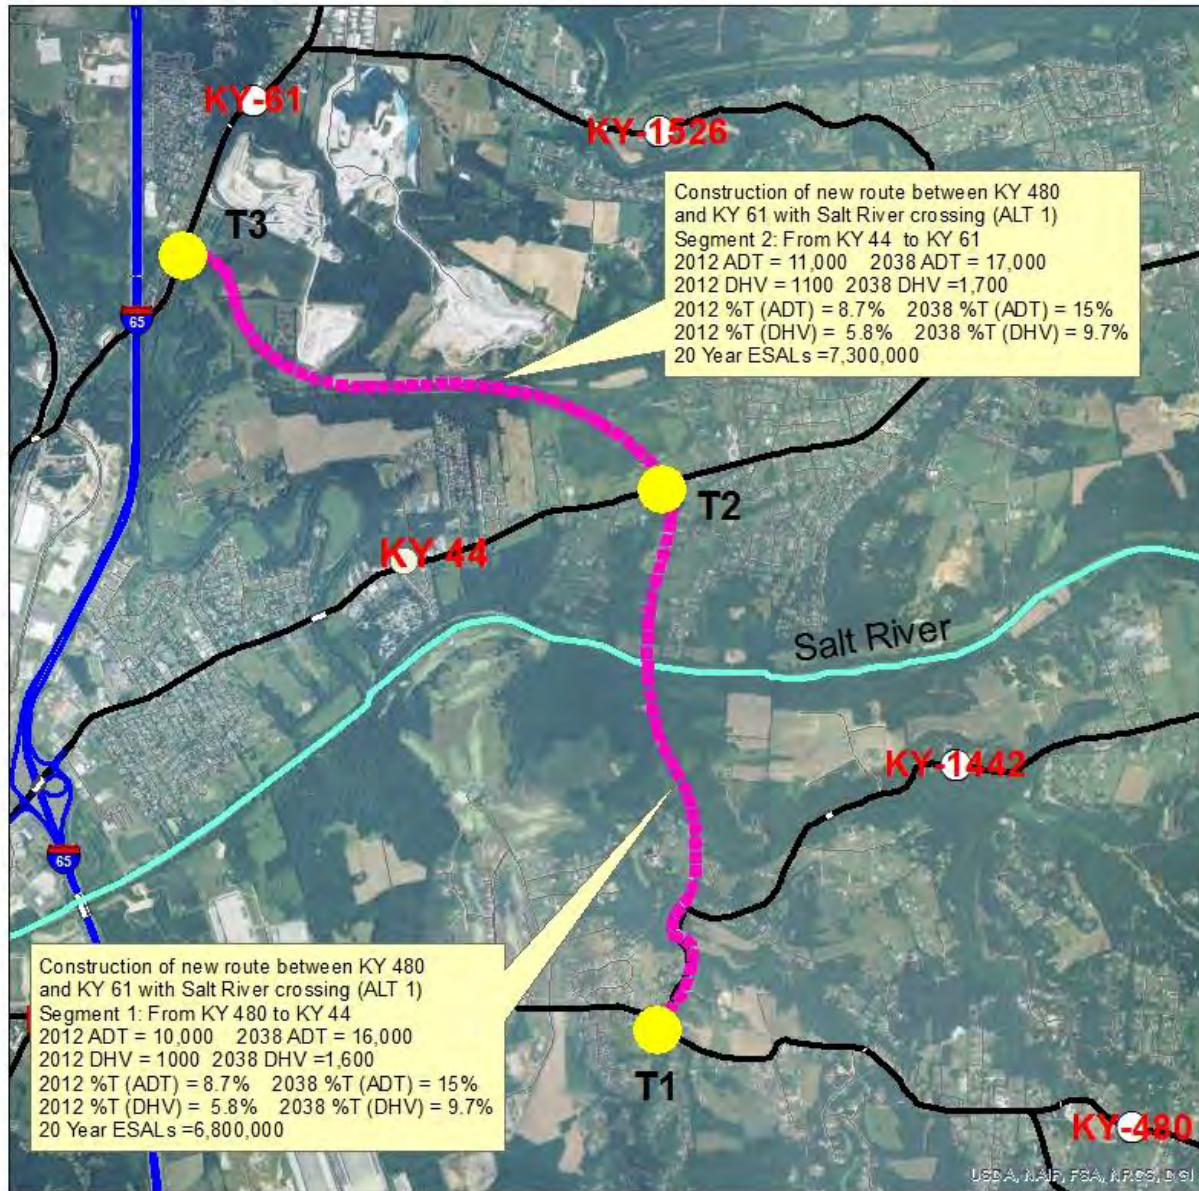 KY-61
KY-1526
T3
Construction of new route between KY 480
and KY 61 with Salt River crossing (ALT 1)
Segment 2: From KY 44 to KY 61
2012 ADT = 11,000 2038 ADT = 17,000
2012 DHV = 1100 2038 DHV =1,700
2012 %T (ADT) = 8.7% 2038 %T (ADT) = 15%
2012 %T (DHV) = 5.8% 2038 %T (DHV) = 9.7%
20 Year ESALs =7,300,000
65
T2
KY 44
Salt River
KY-1442
65
Construction of new route between KY 480
and KY 61 with Salt River crossing (ALT 1)
Segment 1: From KY 480 to KY 44
2012 ADT = 10,000 2038 ADT = 16,000
2012 DHV = 1000 2038 DHV =1,600
2012 %T (ADT) = 8.7% 2038 %T (ADT) = 15%
2012 %T (DHV) = 5.8% 2038 %T (DHV) = 9.7%
20 Year ESALs =6,800,000
T1
KY-480
USDA, NAIP, FSA, NRCS, DGI